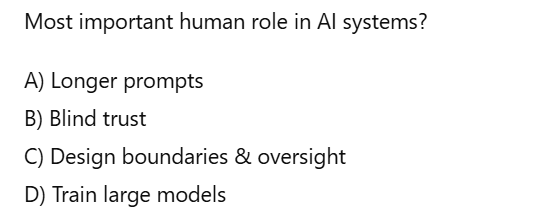 Most important human role in AI systems?
A) Longer prompts
B) Blind trust
C) Design boundaries & oversight
D) Train large models